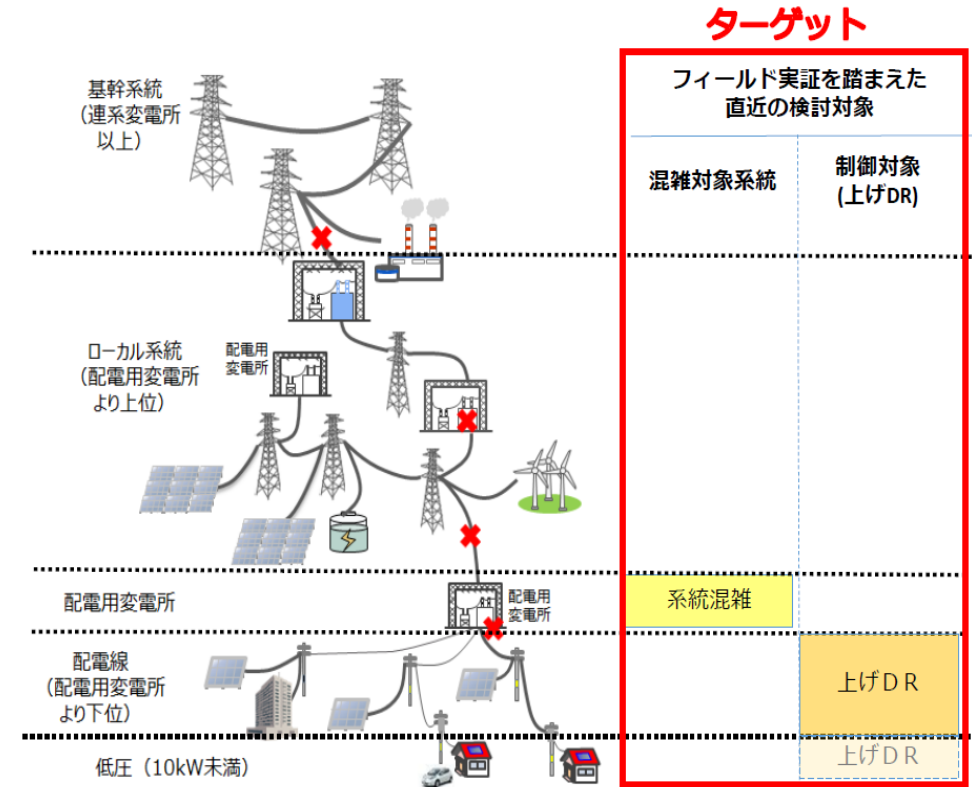 ターゲット
フィールド実証を踏まえた
直近の検討対象
混雑対象系統
制御対象
(上げDR)
基幹系統
（連系変電所
以上）
ローカル系統
（配電用変電所
より上位）
配電用
変電所
配電用変電所
配電用
変電所
系統混雑
配電線
（配電用変電所
より下位）
上げＤＲ
低圧（10kW未満）
上げＤＲ